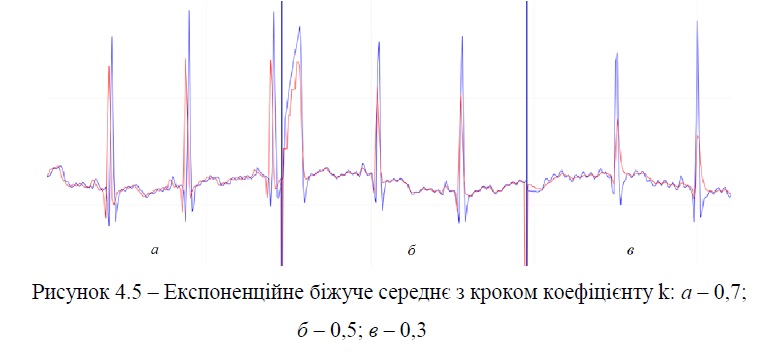 а б в
Рисунок 4.5 – Експоненційне біжуче середнє з кроком коефіцієнту k: а – 0,7;
б – 0,5; в – 0,3